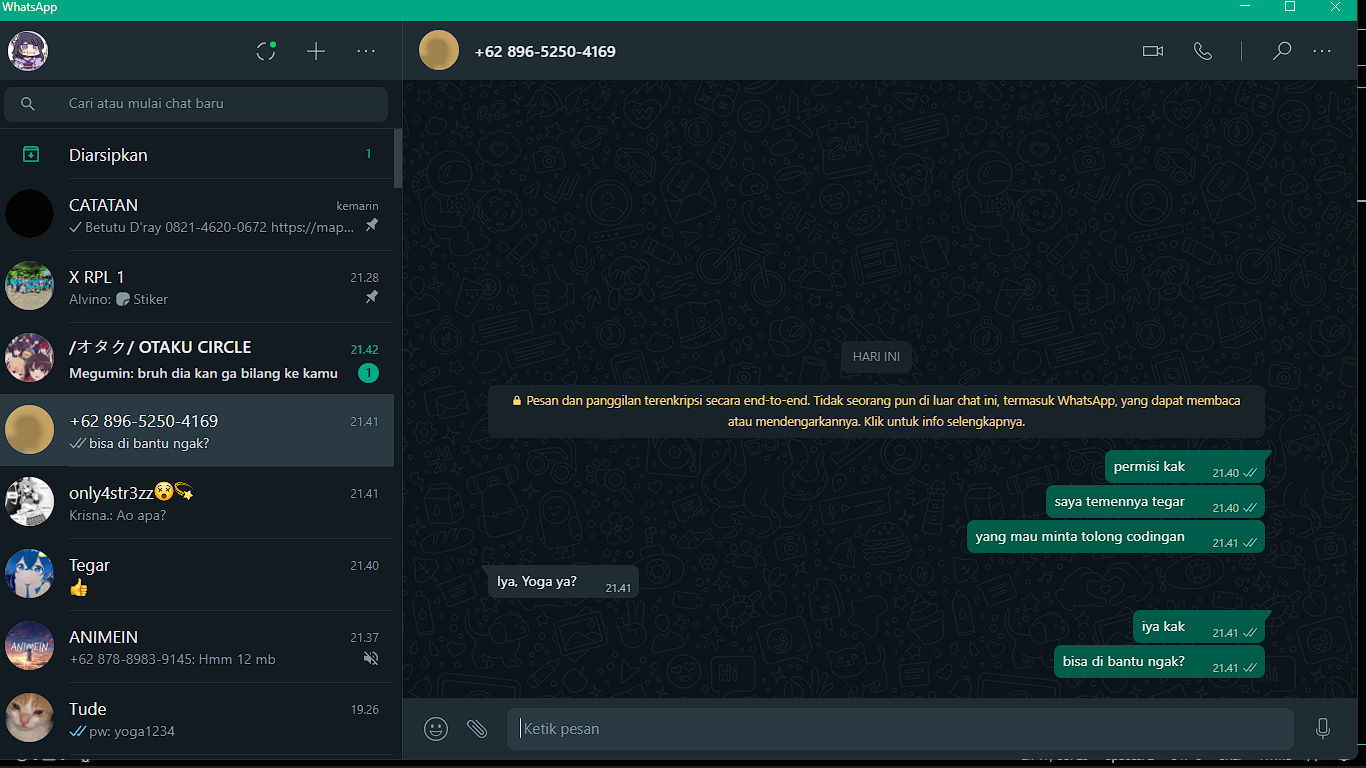 WhatsApp
Cari atau mulai chat baru
Diarsipkan 1
CATATAN kemarin
Betutu D'ray 0821-4620-0672 https://map...
X RPL 1 21.28
Alvino: Stiker
/オタク/ OTAKU CIRCLE 21.42
Megumin: bruh dia kan ga bilang ke kamu 1
+62 896-5250-4169 21.41
bisa di bantu ngak?
only4str3zz😵💫 21.41
Krisna.: Ao apa?
Tegar 21.40
👍
ANIMEIN
ANIMEIN 21.37
+62 878-8983-9145: Hmm 12 mb
Tude 19.26
pw: yoga1234
+62 896-5250-4169
HARI INI
Pesan dan panggilan terenkripsi secara end-to-end. Tidak seorang pun di luar chat ini, termasuk WhatsApp, yang dapat membaca
atau mendengarkannya. Klik untuk info selengkapnya.
permisi kak 21.40
saya temennya tegar 21.40
yang mau minta tolong codingan 21.41
Iya, Yoga ya? 21.41
iya kak 21.41
bisa di bantu ngak? 21.41
Ketik pesan